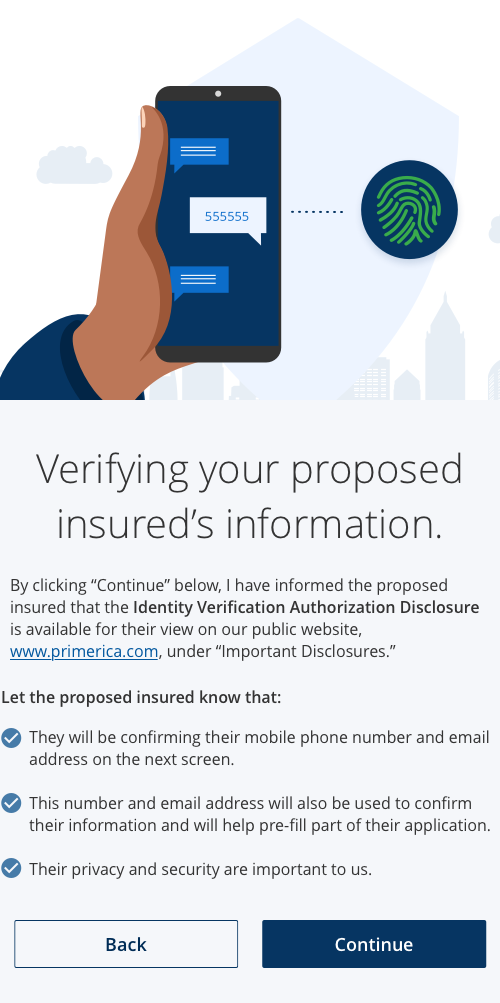 555555
Verifying your proposed
insured’s information.
By clicking “Continue” below, I have informed the proposed
insured that the Identity Verification Authorization Disclosure
is available for their view on our public website,
www.primerica.com, under “Important Disclosures.”
Let the proposed insured know that:
They will be confirming their mobile phone number and email
address on the next screen.
This number and email address will also be used to confirm
their information and will help pre-fill part of their application.
Their privacy and security are important to us.
Back
Continue